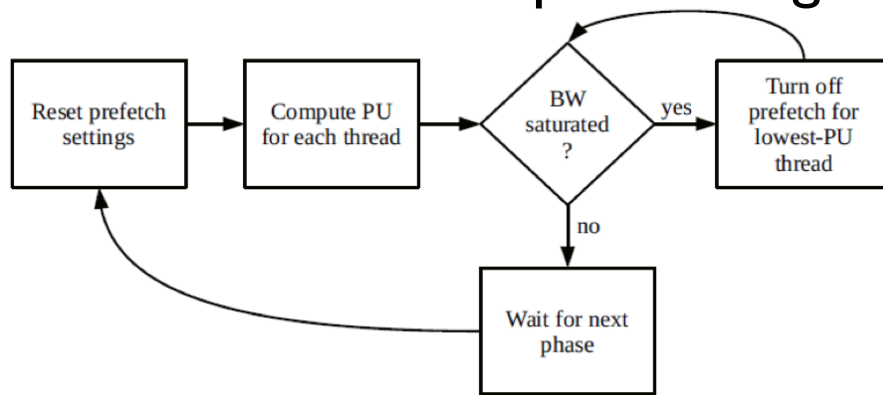 Reset prefetch
settings
Compute PU
for each thread
BW
saturated
?
yes
Turn off
prefetch for
lowest-PU
thread
no
Wait for next
phase